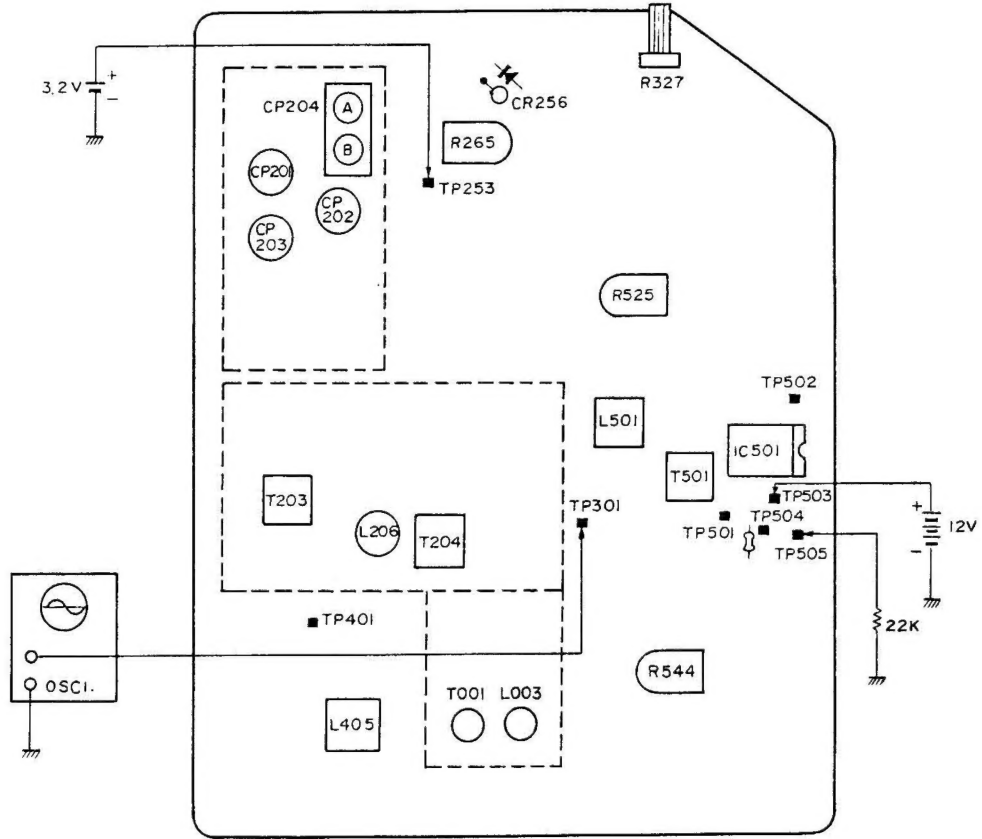 3.2V
+
-
CP204
A
B
CP201
CP
202
CP
203
CR256
R265
TP253
R327
R525
TP502
L501
IC501
T501
TP503
TP504
TP501
TP505
+
-
12V
22K
T203
L206
T204
TP301
TP401
OSCI.
R544
T001
L003
L405